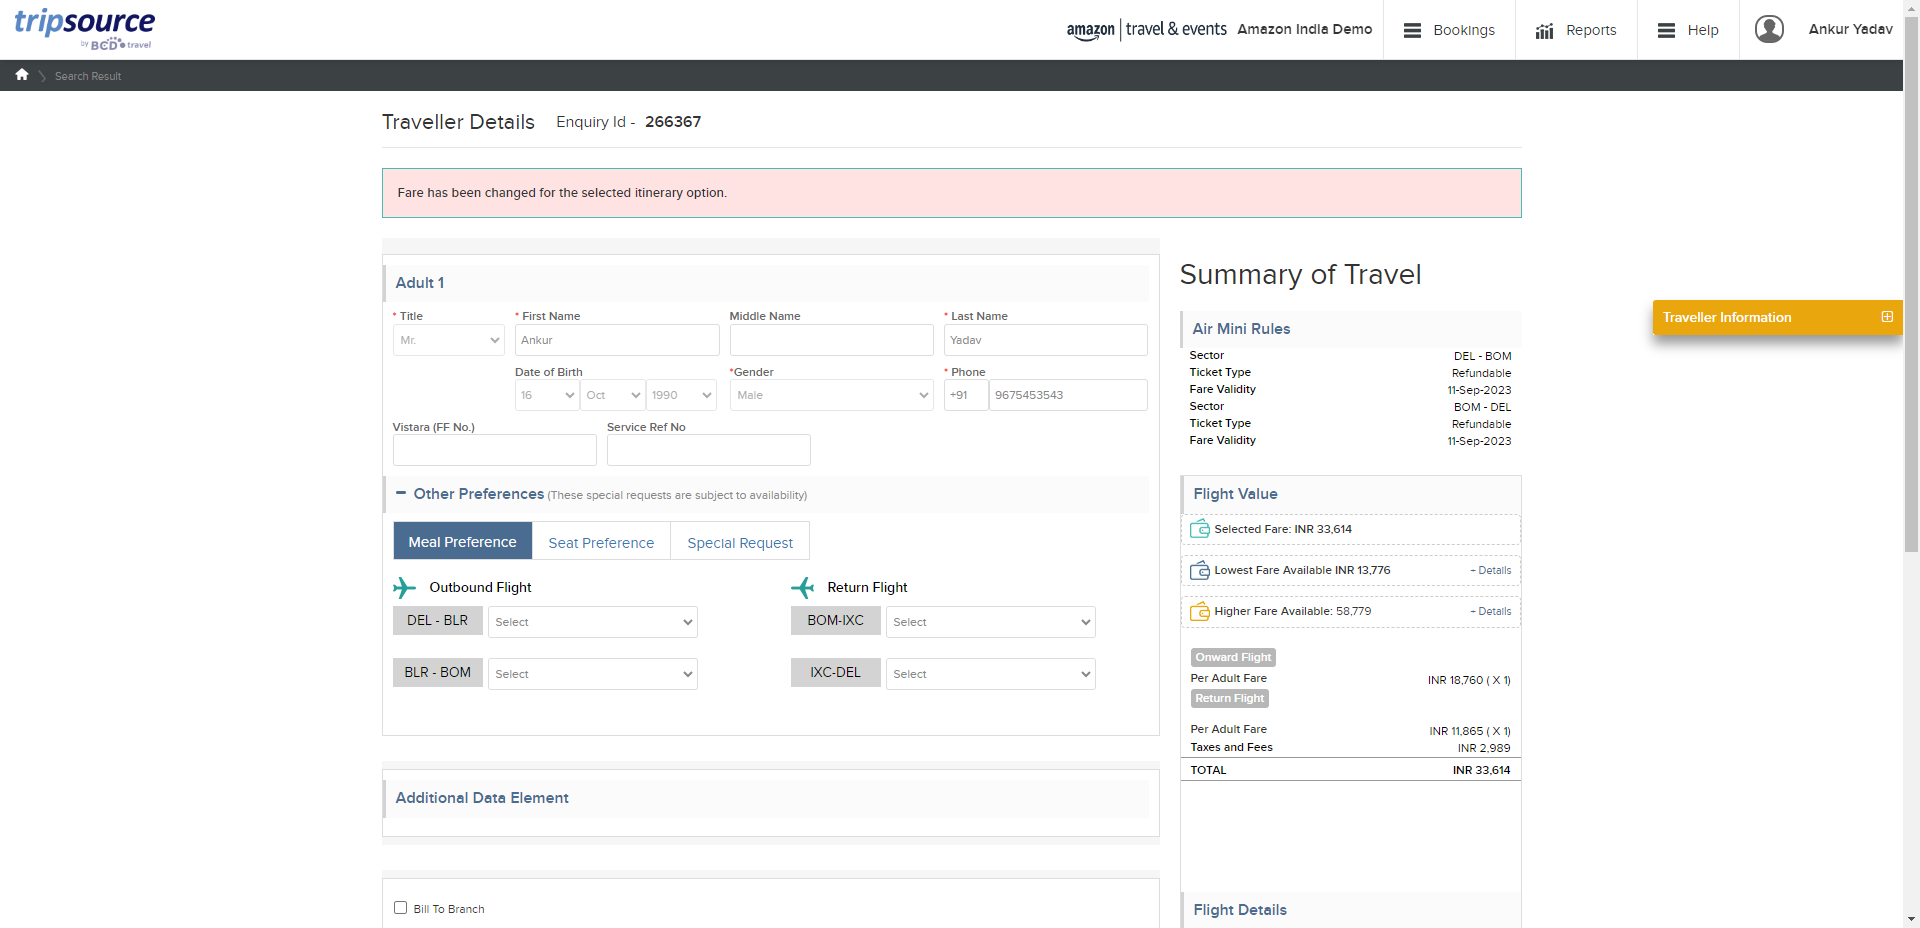 tripsource
by BCD travel
amazon travel & events Amazon India Demo
Bookings
Reports
Help
Ankur Yadav
Search Result
Traveller Details Enquiry Id - 266367
Fare has been changed for the selected itinerary option.
Adult 1
* Title
* First Name
Middle Name
* Last Name
Mr.
Ankur
Yadav
Date of Birth
*Gender
* Phone
16
Oct
1990
Male
+91
9675453543
Vistara (FF No.)
Service Ref No
Other Preferences (These special requests are subject to availability)
Meal Preference
Seat Preference
Special Request
Outbound Flight
Return Flight
DEL - BLR
Select
BOM-IXC
Select
BLR - BOM
Select
IXC-DEL
Select
Additional Data Element
Bill To Branch
Summary of Travel
Air Mini Rules
Sector DEL - BOM
Ticket Type Refundable
Fare Validity 11-Sep-2023
Sector BOM - DEL
Ticket Type Refundable
Fare Validity 11-Sep-2023
Flight Value
Selected Fare: INR 33,614
Lowest Fare Available INR 13,776 + Details
Higher Fare Available: 58,779 + Details
Onward Flight
Per Adult Fare INR 18,760 ( X 1)
Return Flight
Per Adult Fare INR 11,865 ( X 1)
Taxes and Fees INR 2,989
TOTAL INR 33,614
Flight Details
Traveller Information